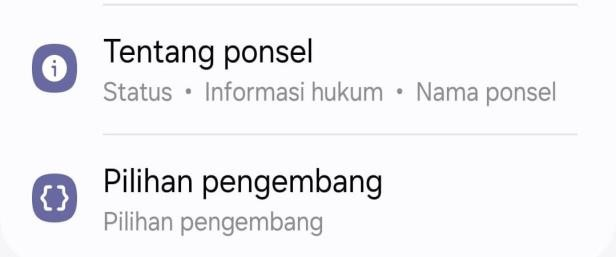 Tentang ponsel
Status • Informasi hukum • Nama ponsel
Pilihan pengembang
Pilihan pengembang